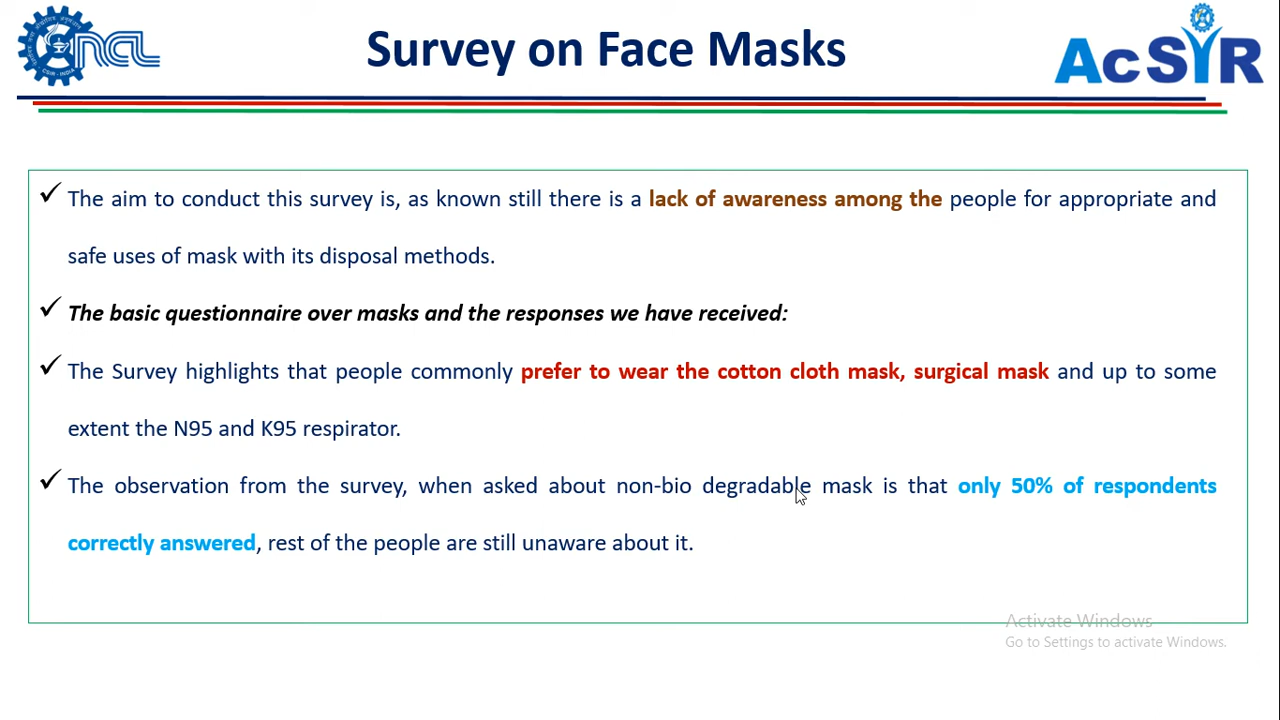 NCL
CSIR - INDIA
Survey on Face Masks
AcSIR
✓ The aim to conduct this survey is, as known still there is a lack of awareness among the people for appropriate and
safe uses of mask with its disposal methods.
✓ The basic questionnaire over masks and the responses we have received:
✓ The Survey highlights that people commonly prefer to wear the cotton cloth mask, surgical mask and up to some
extent the N95 and K95 respirator.
✓ The observation from the survey, when asked about non-bio degradable mask is that only 50% of respondents
correctly answered, rest of the people are still unaware about it.
Activate Windows
Go to Settings to activate Windows.